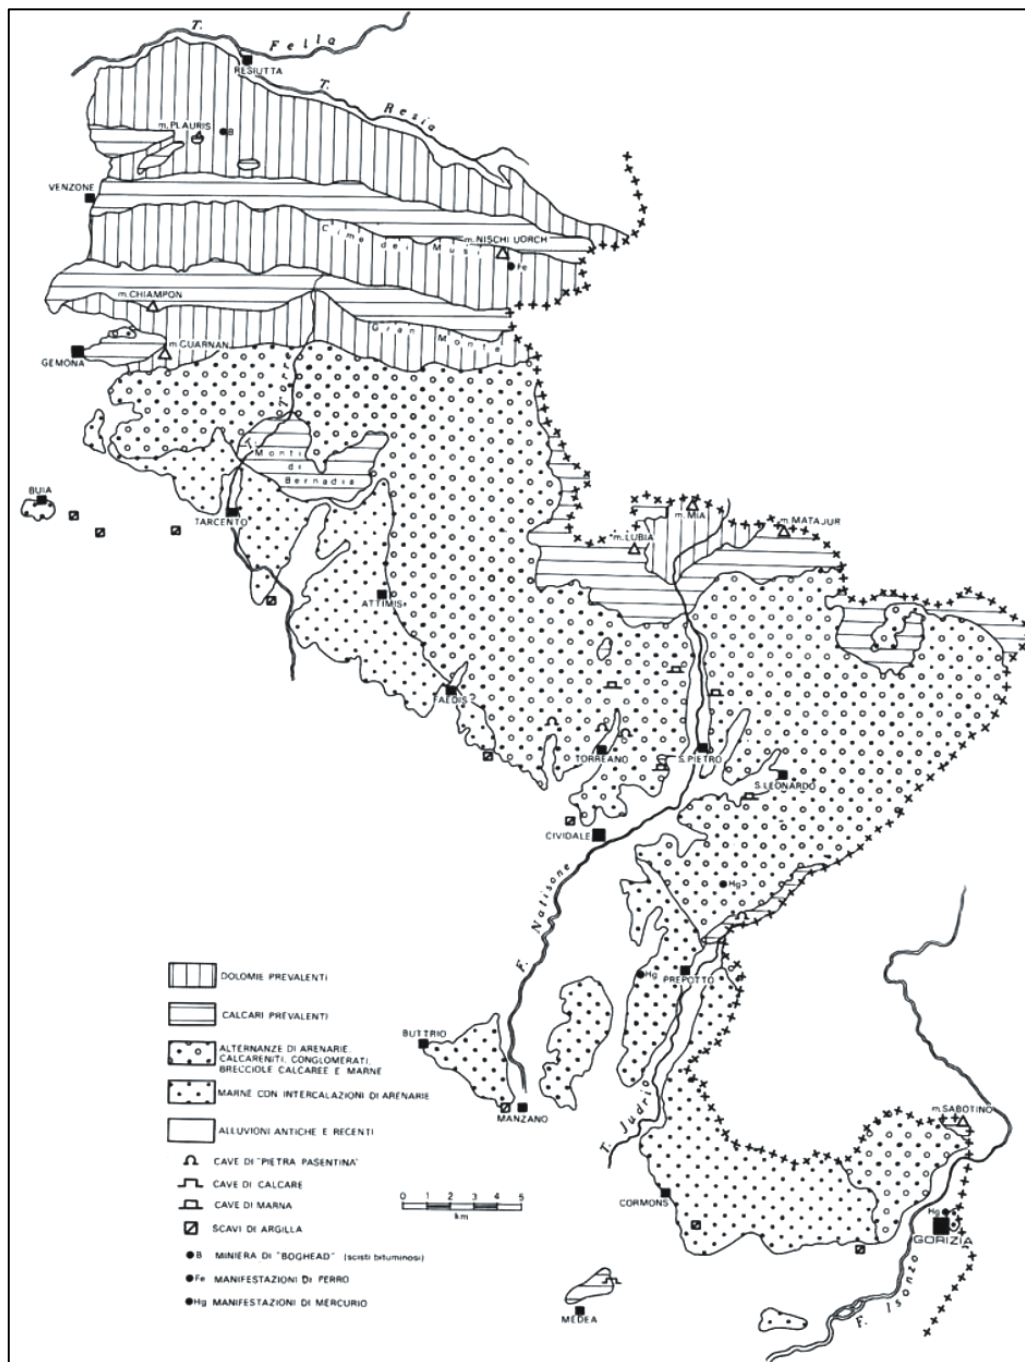 T. Fella
RESIUTTA
T. Resia
m. PLAURIS
B
VENZONE
Cime dei Musi
m. NISCHIUORCH
Fe
m. CHIAMPON
Gran Monte
m. CUARNAN
GEMONA
T. Torre
Monti
di
Bernadia
BUIA
TARCENTO
m. MIA
m. MATAJUR
m. LUBIA
ATTIMIS
FAEDIS
TORREANO
S. PIETRO
S. LEONARDO
CIVIDALE
F. Natisone
Hg
Hg
PREPOTTO
DOLOMIE PREVALENTI
CALCARI PREVALENTI
BUTTRIO
ALTERNANZE DI ARENARIE,
CALCARENITI, CONGLOMERATI,
BRECCIOLE CALCAREE E MARNE
MARNE CON INTERCALAZIONI DI ARENARIE
MANZANO
T. Judrio
m. SABOTINO
ALLUVIONI ANTICHE E RECENTI
CAVE DI "PIETRA PIASENTINA"
CAVE DI CALCARE
CAVE DI MARNA
0 1 2 3 4 5
km
CORMONS
SCAVI DI ARGILLA
Hg
GORIZIA
B MINIERA DI "BOGHEAD" (scisti bituminosi)
Fe MANIFESTAZIONI DI FERRO
Hg MANIFESTAZIONI DI MERCURIO
F. Isonzo
MEDEA